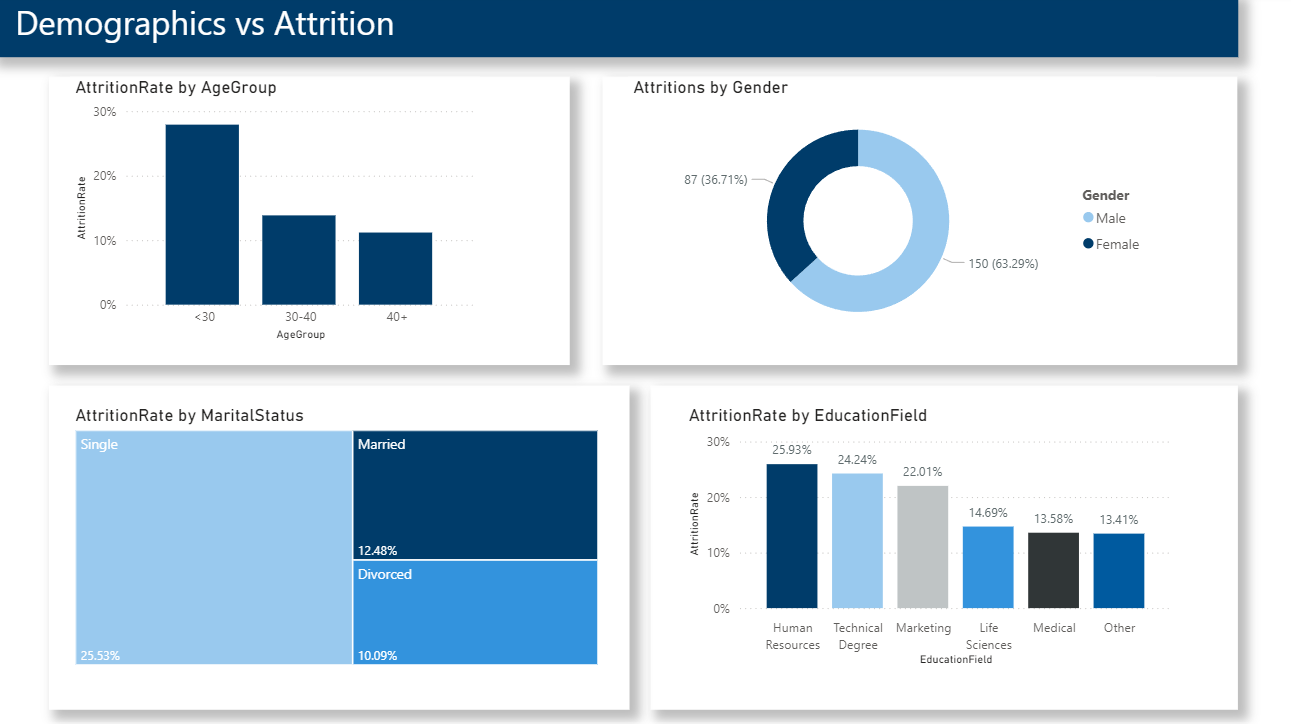 Demographics vs Attrition
AttritionRate by AgeGroup
30%
20%
10%
0%
AttritionRate
<30
30-40
40+
AgeGroup
Attritions by Gender
87 (36.71%)
150 (63.29%)
Gender
Male
Female
AttritionRate by MaritalStatus
Single
25.53%
Married
12.48%
Divorced
10.09%
AttritionRate by EducationField
30%
20%
10%
0%
AttritionRate
25.93%
24.24%
22.01%
14.69%
13.58%
13.41%
Human
Resources
Technical
Degree
Marketing
Life
Sciences
Medical
Other
EducationField